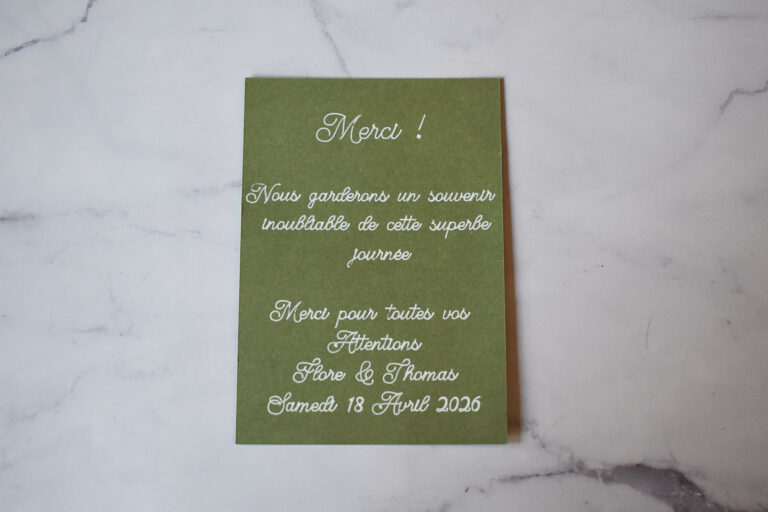 Merci !
Nous garderons un souvenir
inoubliable de cette superbe
journée
Merci pour toutes vos
Attentions
Flore & Thomas
Samedi 18 Avril 2026